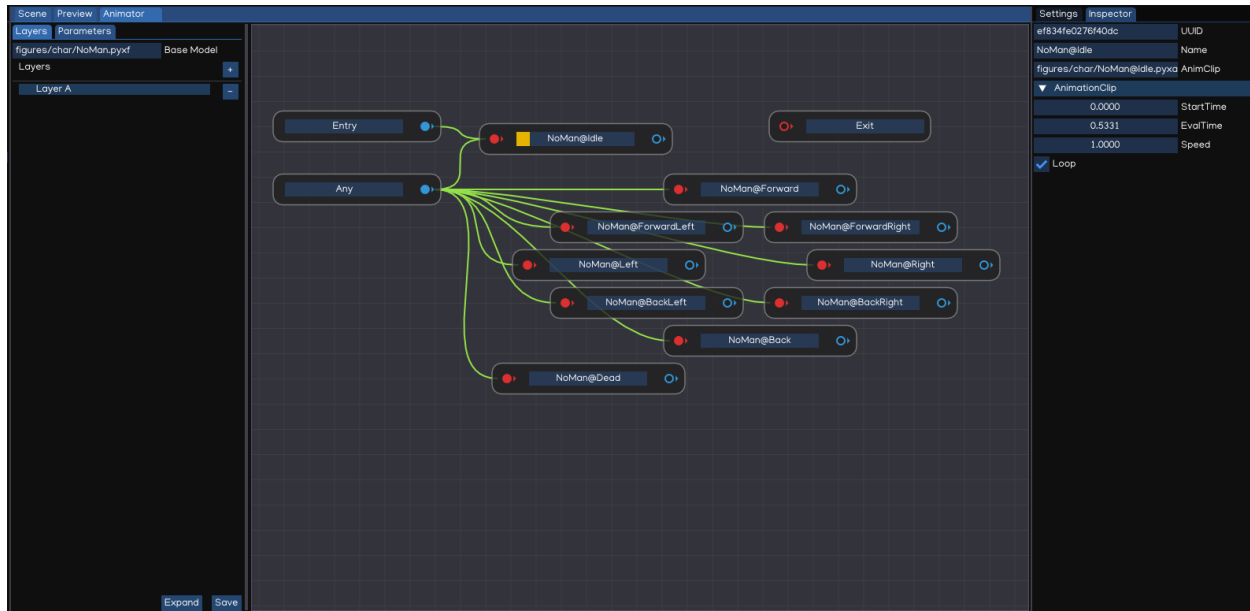 Scene Preview Animator
Layers Parameters
figures/char/NoMan.pyxf Base Model
Layers +
Layer A -
Expand Save
Entry
NoMan@Idle
Exit
Any
NoMan@Forward
NoMan@ForwardLeft
NoMan@ForwardRight
NoMan@Left
NoMan@Right
NoMan@BackLeft
NoMan@BackRight
NoMan@Back
NoMan@Dead
Settings Inspector
ef834fe0276f40dc UUID
NoMan@Idle Name
figures/char/NoMan@Idle.pyxa AnimClip
AnimationClip
0.0000 StartTime
0.5331 EvalTime
1.0000 Speed
Loop